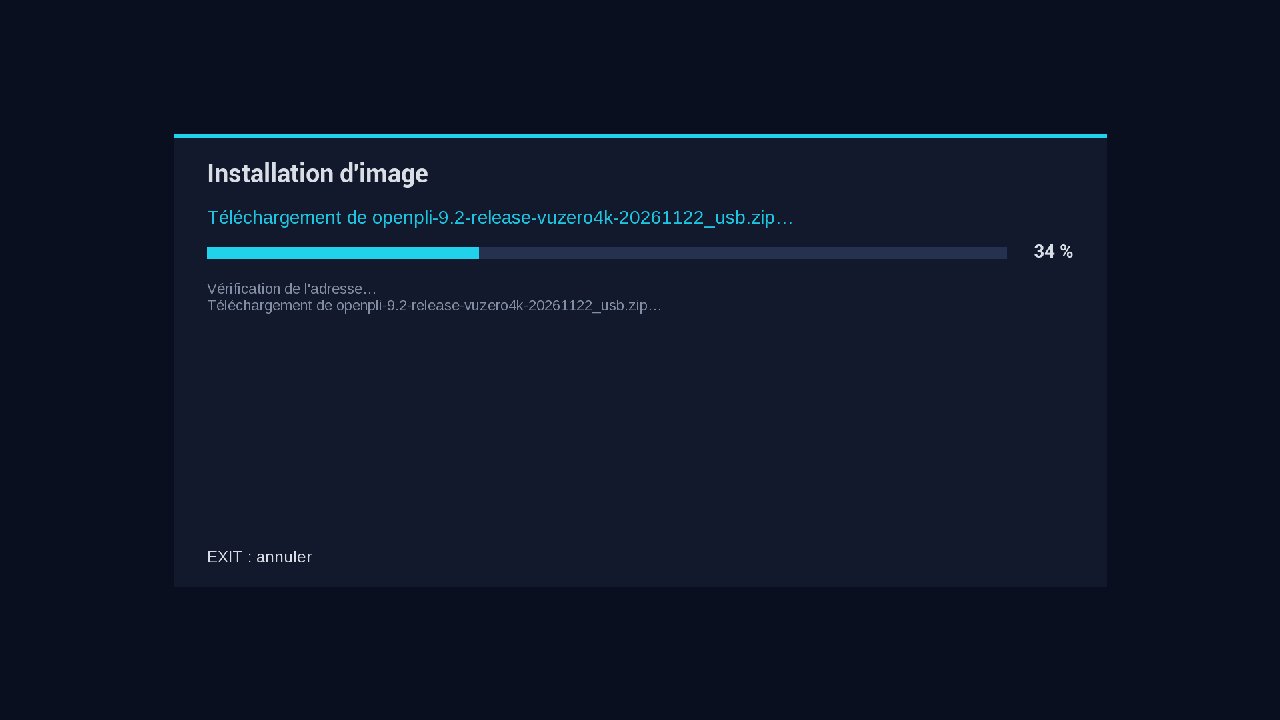 Installation d'image
Téléchargement de openpli-9.2-release-vuzero4k-20261122_usb.zip…
34 %
Vérification de l'adresse…
Téléchargement de openpli-9.2-release-vuzero4k-20261122_usb.zip…
EXIT : annuler